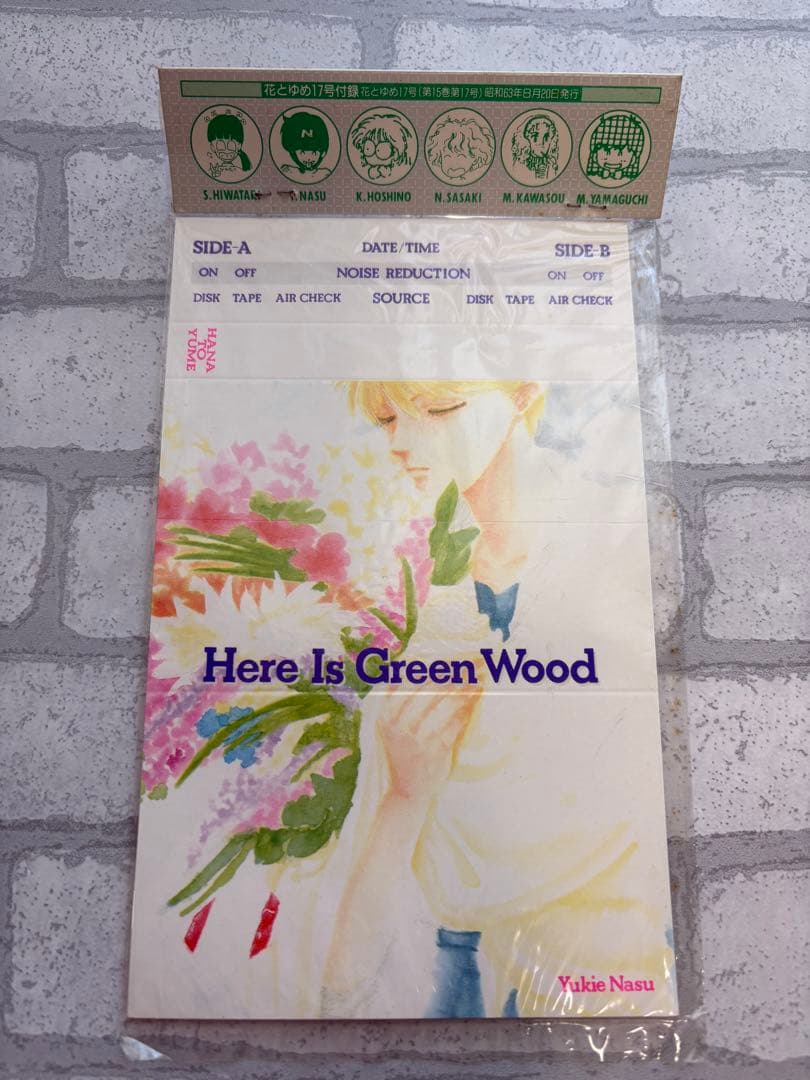 花とゆめ17号付録 花とゆめ17号(第15巻第17号)昭和63年8月20日発行
N
S.HIWATARI Y.NASU K.HOSHINO N.SASAKI M.KAWASOU M.YAMAGUCHI
SIDE-A DATE/TIME SIDE-B
ON OFF NOISE REDUCTION ON OFF
DISK TAPE AIR CHECK SOURCE DISK TAPE AIR CHECK
HANA
TO
YUME
Here Is Green Wood
Yukie Nasu